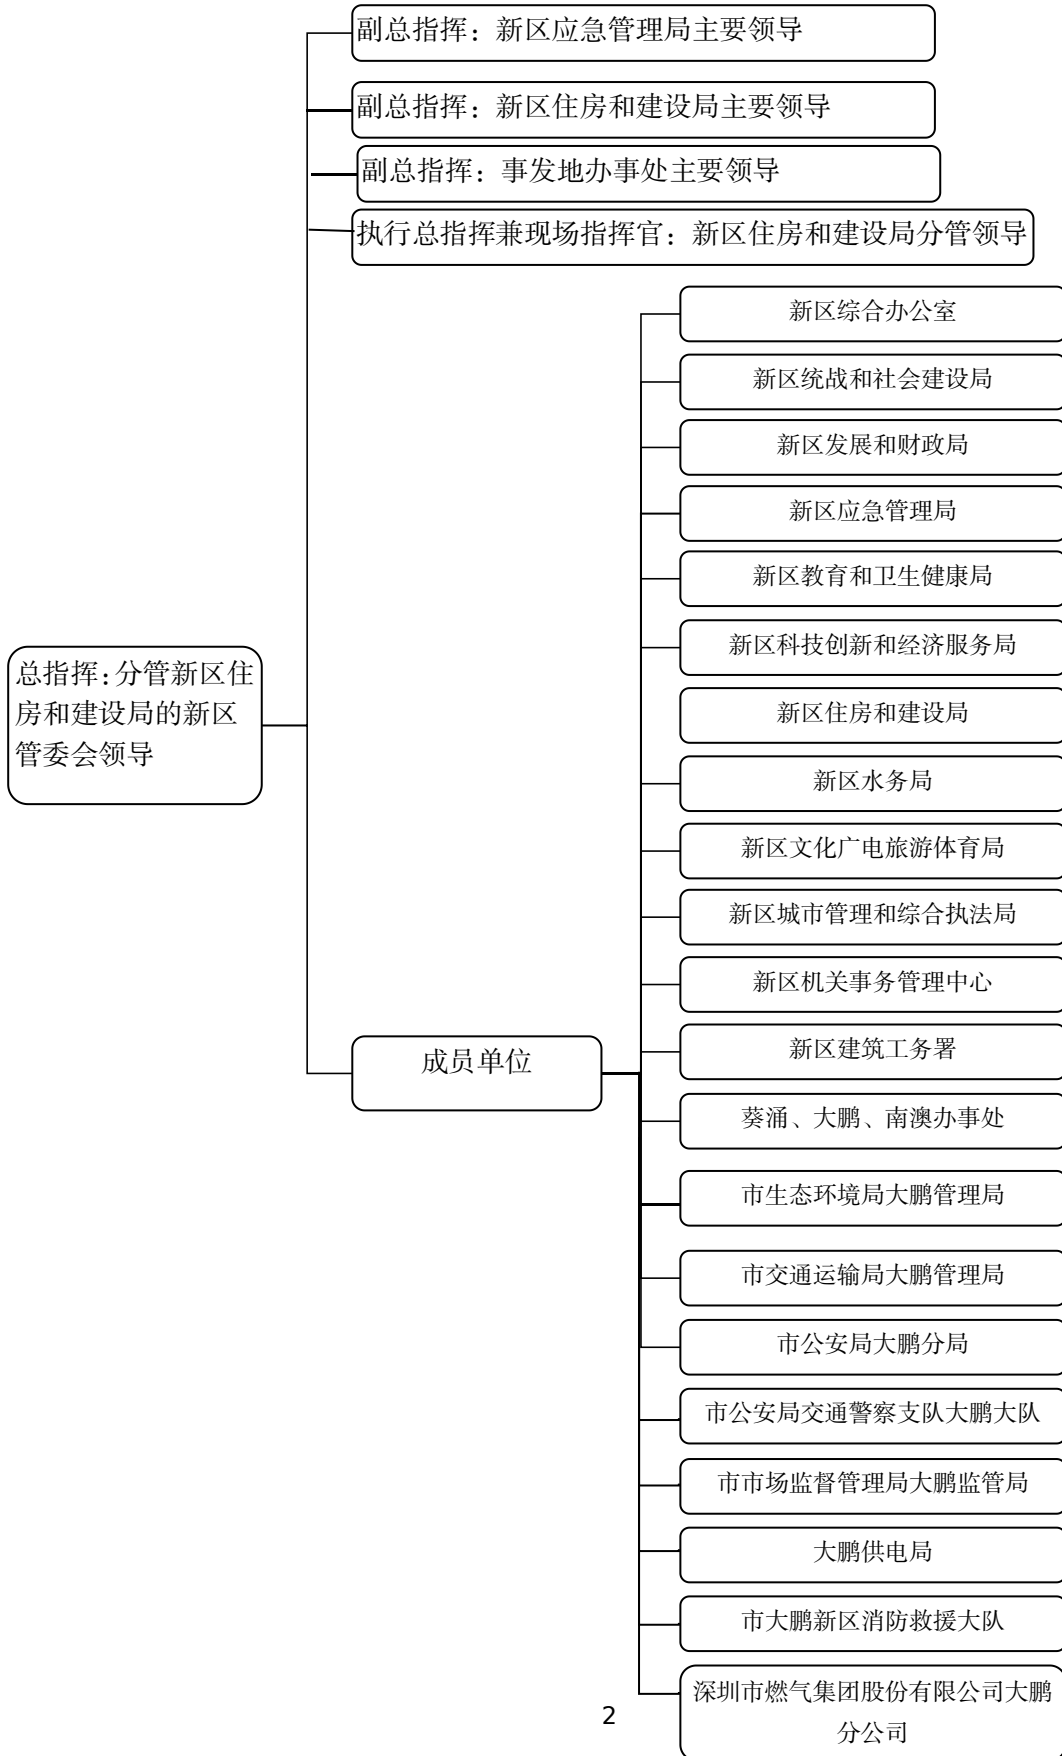 副总指挥：新区应急管理局主要领导
副总指挥：新区住房和建设局主要领导
副总指挥：事发地办事处主要领导
执行总指挥兼现场指挥官：新区住房和建设局分管领导
总指挥：分管新区住
房和建设局的新区
管委会领导
成员单位
新区综合办公室
新区统战和社会建设局
新区发展和财政局
新区应急管理局
新区教育和卫生健康局
新区科技创新和经济服务局
新区住房和建设局
新区水务局
新区文化广电旅游体育局
新区城市管理和综合执法局
新区机关事务管理中心
新区建筑工务署
葵涌、大鹏、南澳办事处
市生态环境局大鹏管理局
市交通运输局大鹏管理局
市公安局大鹏分局
市公安局交通警察支队大鹏大队
市市场监督管理局大鹏监管局
大鹏供电局
市大鹏新区消防救援大队
深圳市燃气集团股份有限公司大鹏
分公司
2